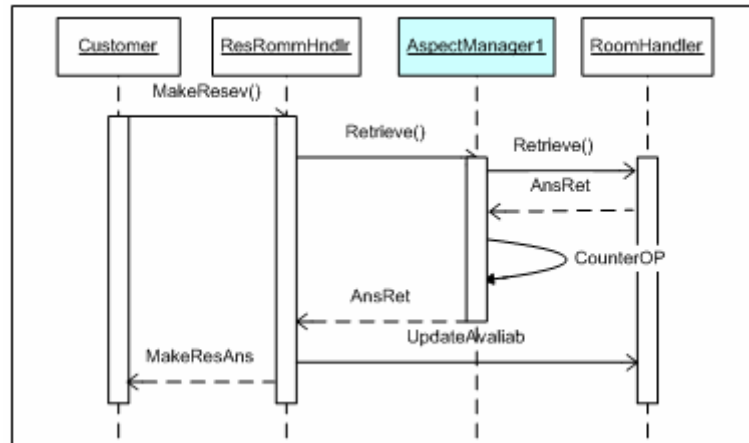 Customer
ResRommHndlr
AspectManager1
RoomHandler
MakeResev()
Retrieve()
Retrieve()
AnsRet
CounterOP
AnsRet
UpdateAvaliab
MakeResAns